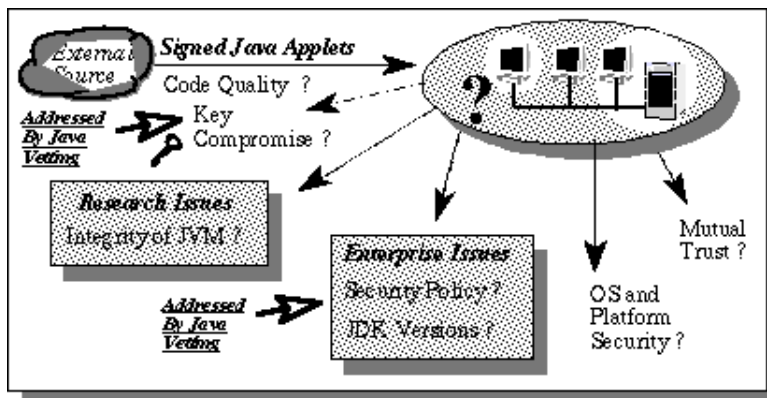 External
Source
Signed Java Applets
Code Quality ?
Key
Compromise ?
Addressed
By Java
Vetting
?
Research Issues
Integrity of JVM ?
Enterprise Issues
Security Policy ?
JDK Versions ?
Addressed
By Java
Vetting
OS and
Platform
Security ?
Mutual
Trust ?